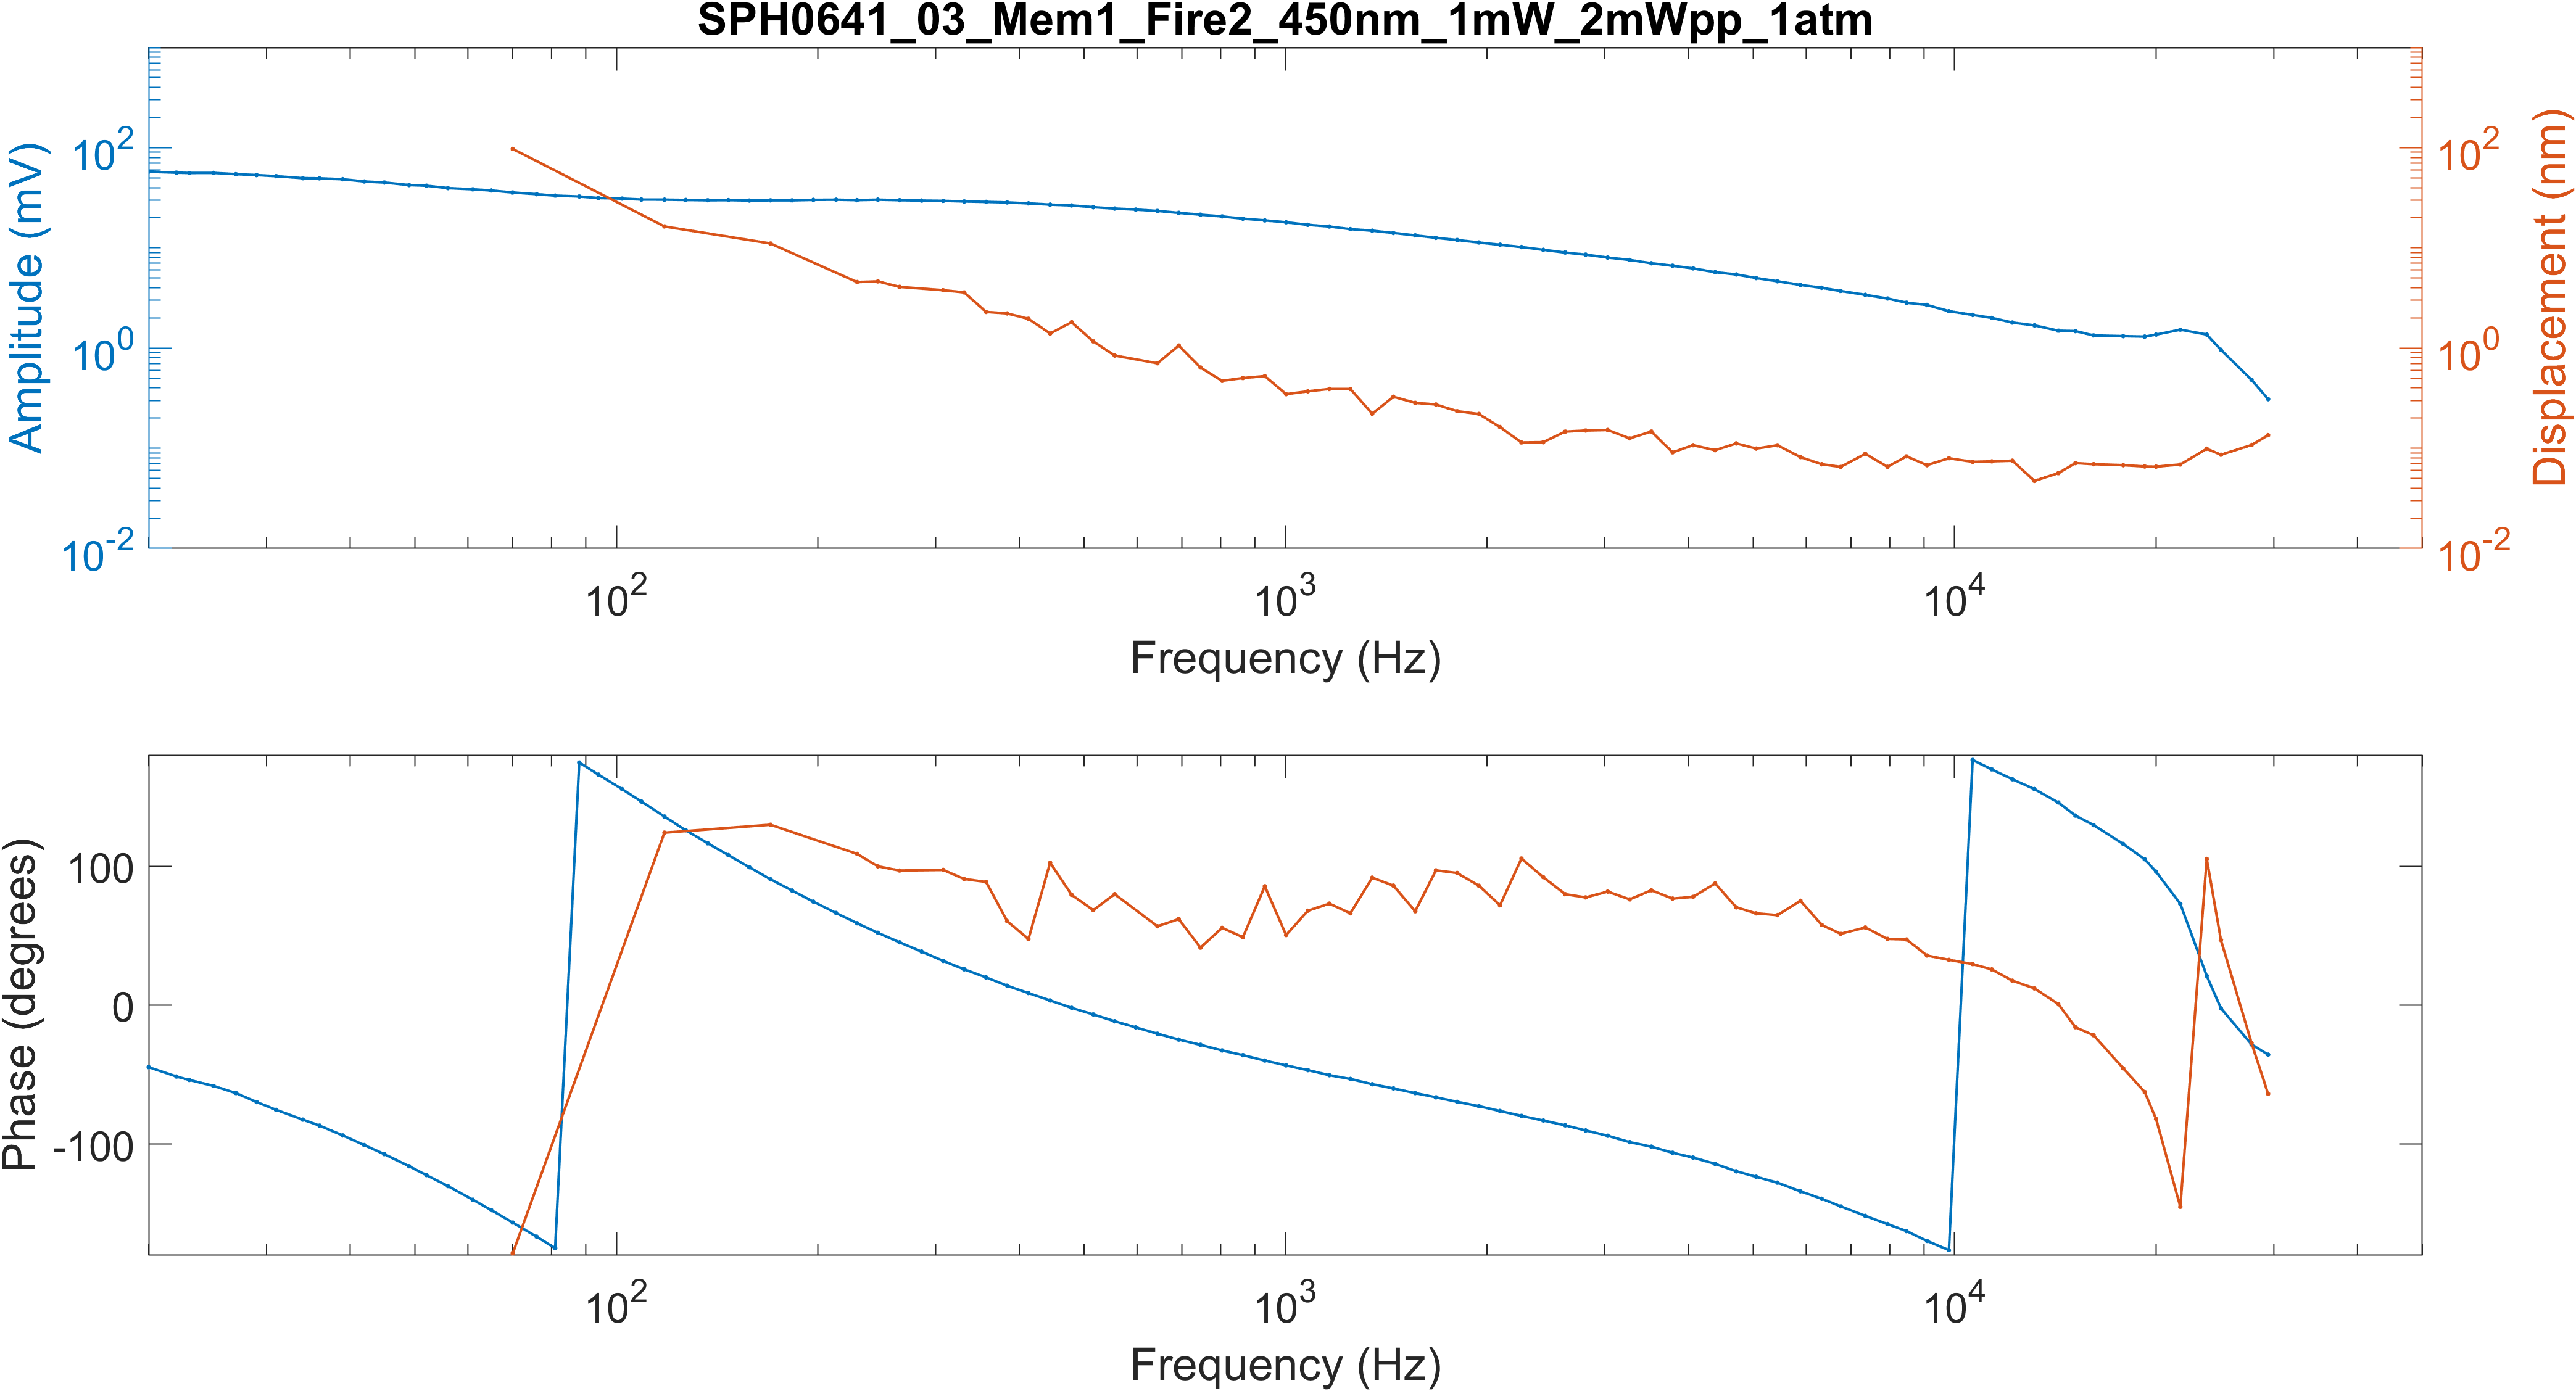 SPH0641_03_Mem1_Fire2_450nm_1mW_2mWpp_1atm
Amplitude (mV)
10^2
10^0
10^-2
Displacement (nm)
10^2
10^0
10^-2
10^2 10^3 10^4
Frequency (Hz)
Phase (degrees)
100
0
-100
10^2 10^3 10^4
Frequency (Hz)